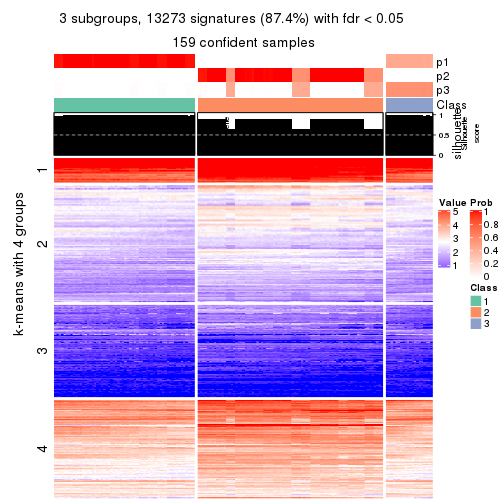 3 subgroups, 13273 signatures (87.4%) with fdr < 0.05
159 confident samples
p1
p2
p3
Class
1
0.5
0
silhouette
Silhouette
score
k-means with 4 groups
1
2
3
4
Value
5
4
3
2
1
Prob
1
0.8
0.6
0.4
0.2
0
Class
1
2
3